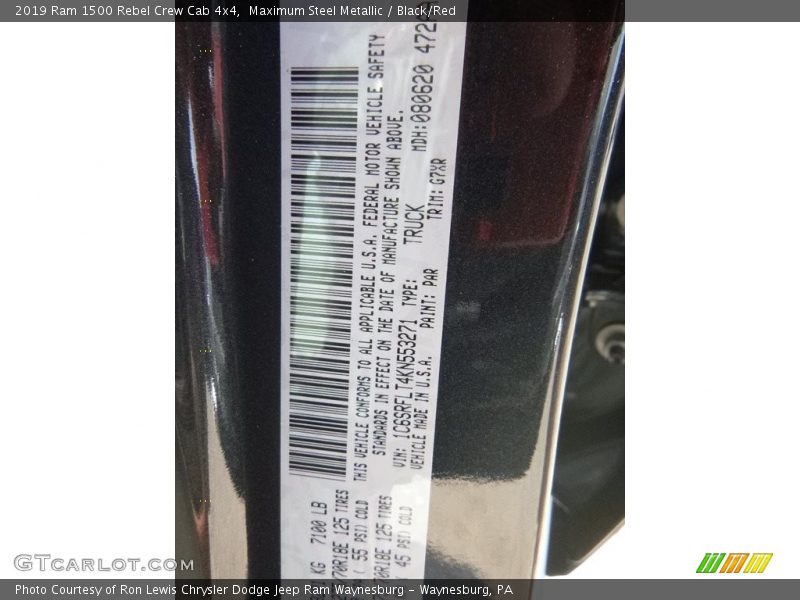 2019 Ram 1500 Rebel Crew Cab 4x4,  Maximum Steel Metallic / Black/Red
7100 LB
125 TIRES
( 55 PSI) COLD
125 TIRES
45 PSI) COLD
THIS VEHICLE CONFORMS TO ALL APPLICABLE U.S.A. FEDERAL MOTOR VEHICLE SAFETY
STANDARDS IN EFFECT ON THE DATE OF MANUFACTURE SHOWN ABOVE.
VIN: 1C6SRFLT4KN553271 TYPE: TRUCK MDH:080620
VEHICLE MADE IN U.S.A. PAINT: PAR TRIM: G7XR
GTCarLot.com
Photo Courtesy of Ron Lewis Chrysler Dodge Jeep Ram Waynesburg - Waynesburg, PA